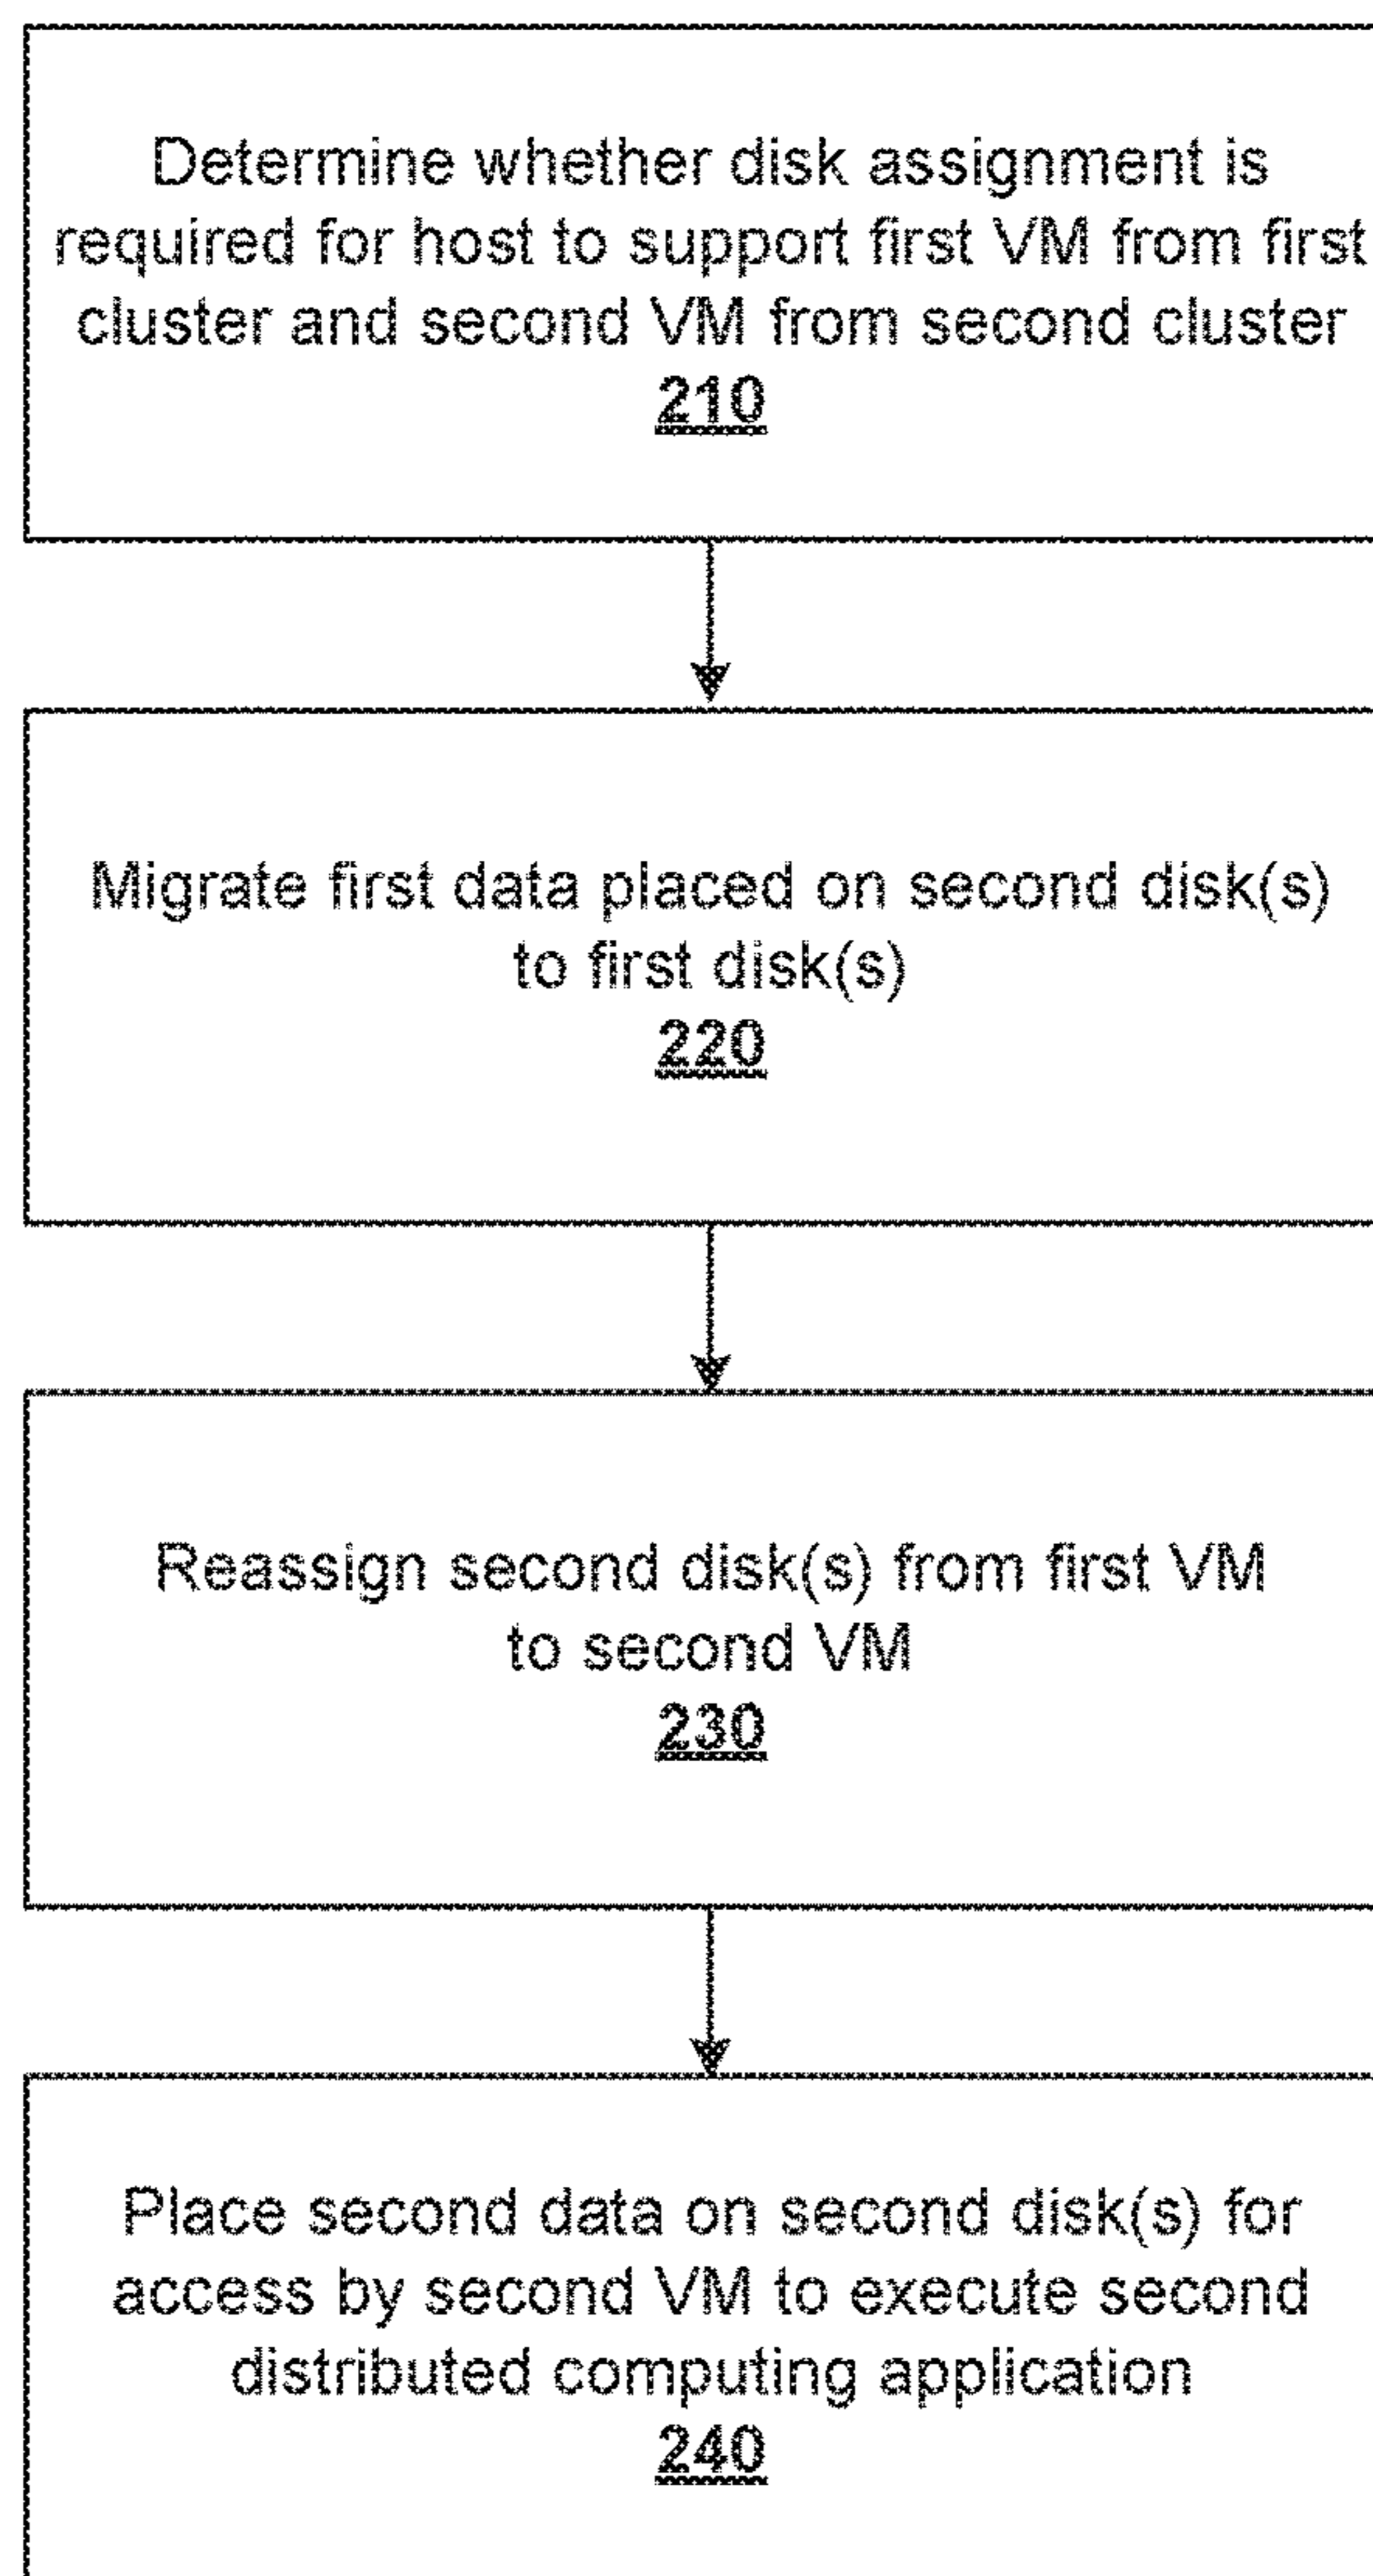 Determine whether disk assignment is
required for host to support first VM from first
cluster and second VM from second cluster
210
Migrate first data placed on second disk(s)
to first disk(s)
220
Reassign second disk(s) from first VM
to second VM
230
Place second data on second disk(s) for
access by second VM to execute second
distributed computing application
240